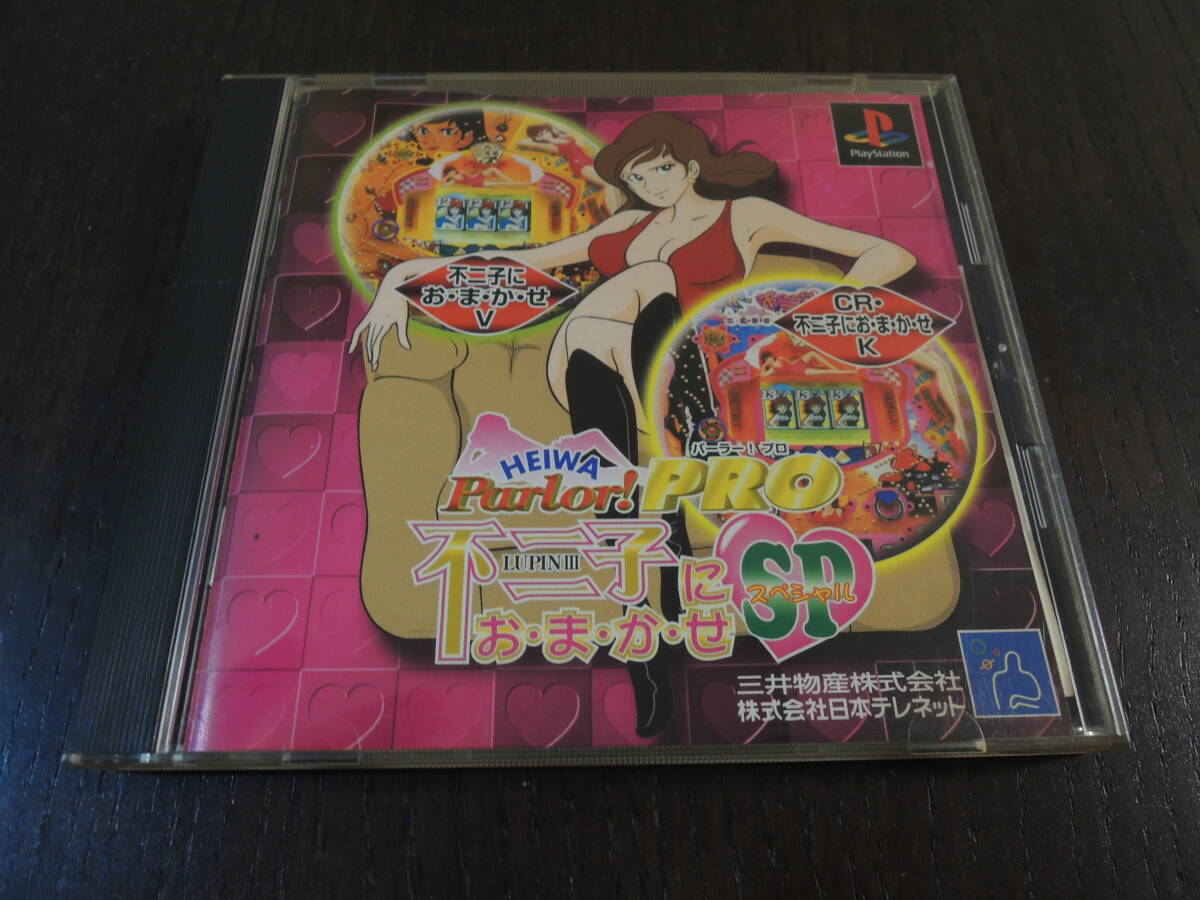 PlayStation
不二子に
お・ま・か・せ
V
CR・
不二子にお・ま・か・せ
K
パーラー!プロ
HEIWA
Parlor! PRO
不二子に
LUPIN III
お・ま・か・せ
SP
スペシャル
三井物産株式会社
株式会社日本テレネット